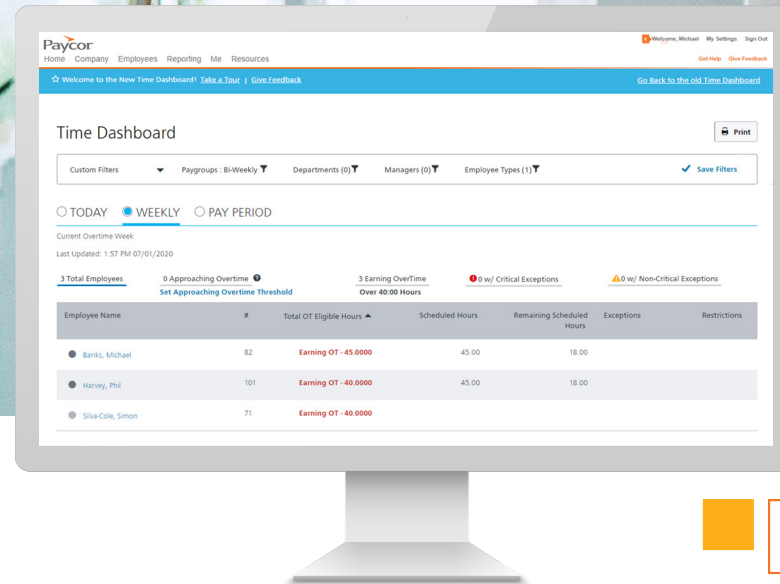 Paycor
Welcome, Michael My Settings Sign Out
Home Company Employees Reporting Me Resources
Get Help Give Feedback
Welcome to the New Time Dashboard! Take a Tour | Give Feedback
Go Back to the old Time Dashboard
Time Dashboard
Print
Custom Filters Paygroups : Bi-Weekly Departments (0) Managers (0) Employee Types (1) Save Filters
TODAY WEEKLY PAY PERIOD
Current Overtime Week
Last Updated: 1:57 PM 07/01/2020
3 Total Employees 0 Approaching Overtime 3 Earning OverTime 0 w/ Critical Exceptions 0 w/ Non-Critical Exceptions
Set Approaching Overtime Threshold Over 40:00 Hours
Employee Name # Total OT Eligible Hours Scheduled Hours Remaining Scheduled Exceptions Restrictions
Hours
Banks, Michael 82 Earning OT - 45.0000 45.00 18.00
Harvey, Phil 101 Earning OT - 40.0000 45.00 18.00
Silva-Cole, Simon 71 Earning OT - 40.0000